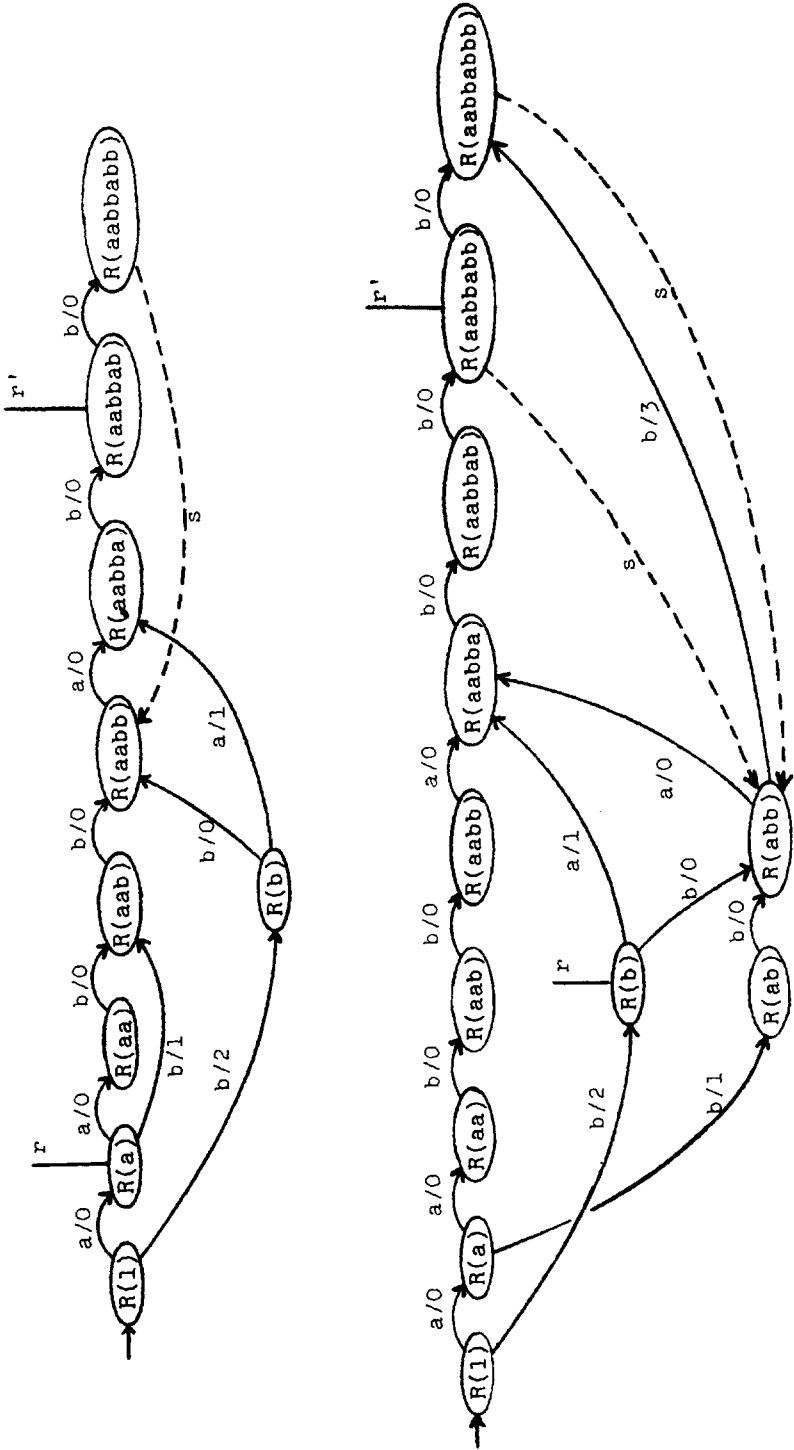 r
r'
a/0
a/0
b/0
b/0
a/0
b/0
b/0
R(1)
R(a)
R(aa)
R(aab)
R(aabb)
R(aabba)
R(aabbab)
R(aabbabb)
b/1
b/2
b/0
a/1
s
R(b)
r'
a/0
a/0
b/0
b/0
a/0
b/0
b/0
b/0
R(1)
R(a)
R(aa)
R(aab)
R(aabb)
R(aabba)
R(aabbab)
R(aabbabb)
R(aabbabbb)
r
b/2
R(b)
a/1
a/0
b/0
s
b/3
s
b/1
R(ab)
b/0
R(abb)